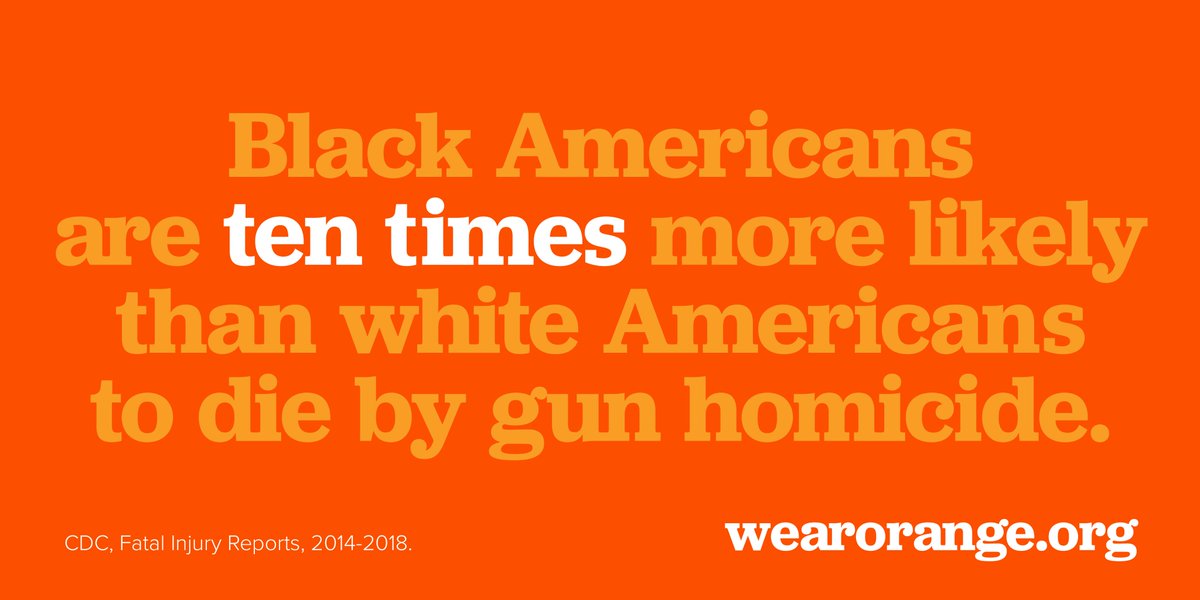 Black Americans
are ten times more likely
than white Americans
to die by gun homicide.
CDC, Fatal Injury Reports, 2014-2018.
wearorange.org